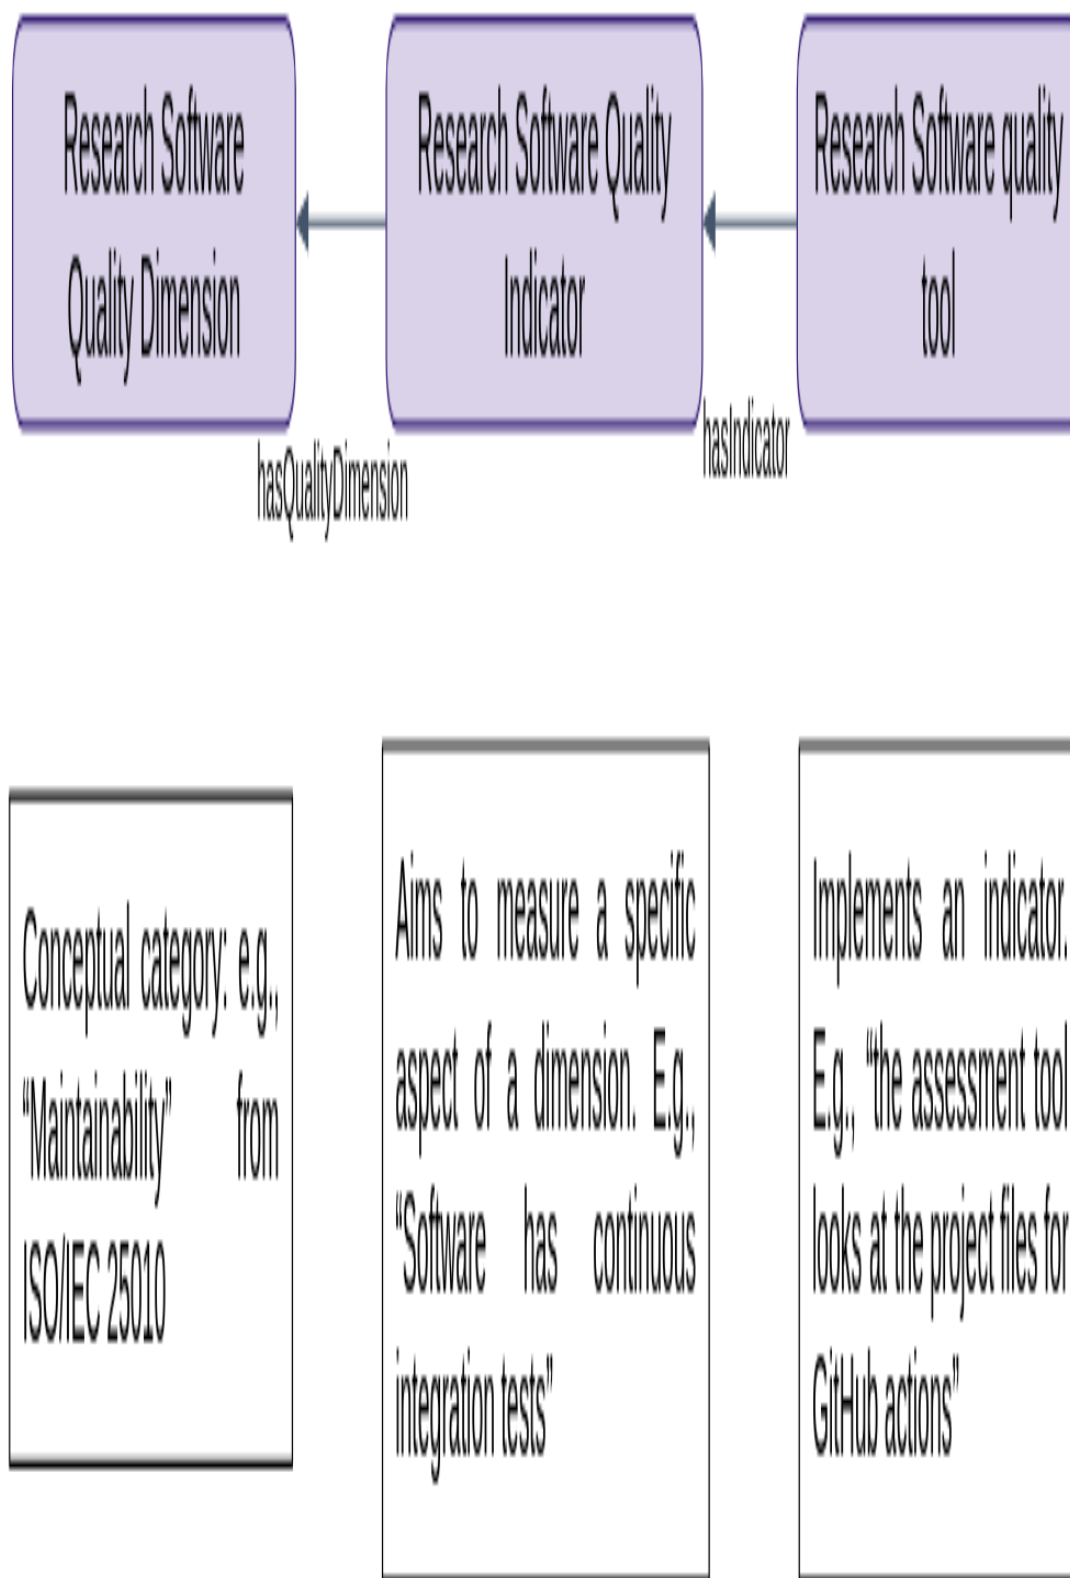 Research Software
Quality Dimension
Research Software Quality
Indicator
Research Software quality
tool
hasQualityDimension
hasIndicator
Conceptual category: e.g.,
“Maintainability” from
ISO/IEC 25010
Aims to measure a specific
aspect of a dimension. E.g.,
“Software has continuous
integration tests”
Implements an indicator.
E.g., “the assessment tool
looks at the project files for
GitHub actions”